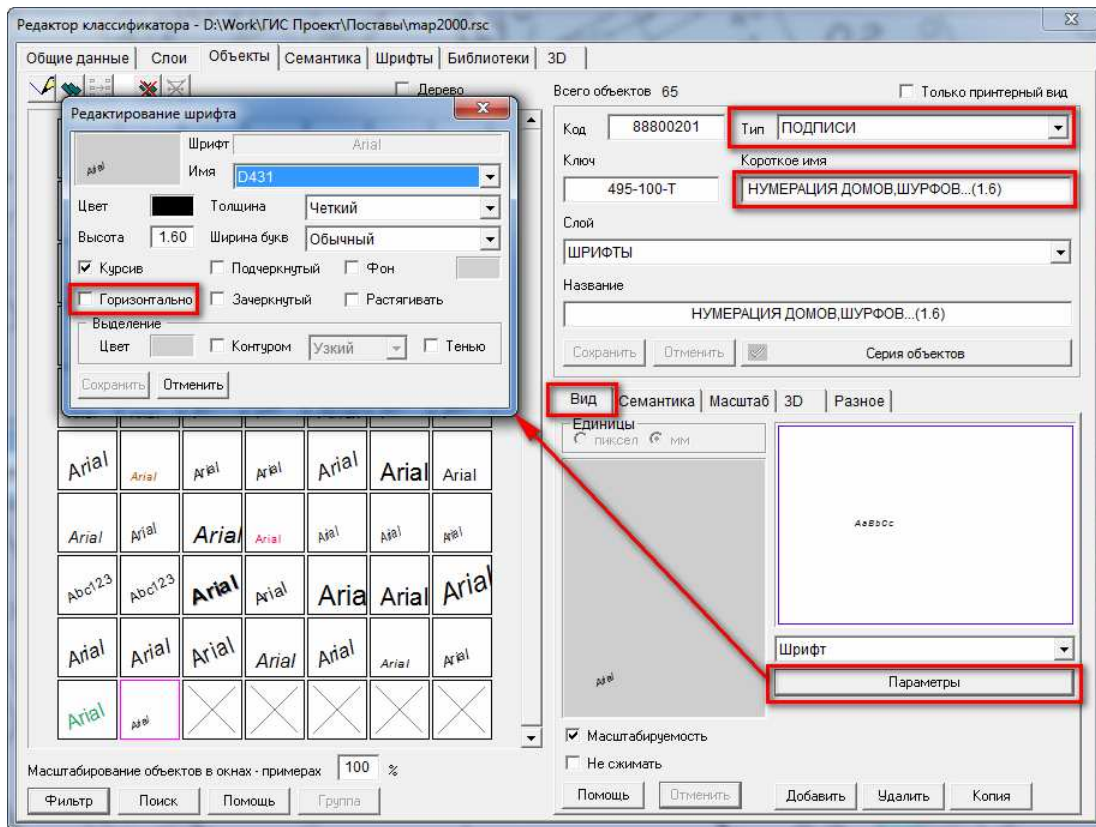 Редактор классификатора - D:\Work\ГИС Проект\Поставы\map2000.rsc
Общие данные Слои Объекты Семантика Шрифты Библиотеки 3D
Дерево
Редактирование шрифта
Шрифт Arial
Arial
Имя D431
Цвет Толщина Четкий
Высота 1.60 Ширина букв Обычный
Курсив Подчеркнутый Фон
Горизонтально Зачеркнутый Растягивать
Выделение
Цвет Контуром Узкий Тенью
Сохранить Отменить
Arial Arial Arial Arial Arial Arial Arial
Arial Arial Arial Arial Arial Arial Arial
Abc123 Abc123 Arial Arial Aria Arial Arial
Arial Arial Arial Arial Arial Arial Arial
Arial Arial
Масштабирование объектов в окнах - примерах 100 %
Фильтр Поиск Помощь Группа
Всего объектов 65 Только принтерный вид
Код 88800201 Тип ПОДПИСИ
Ключ Короткое имя
495-100-T НУМЕРАЦИЯ ДОМОВ,ШУРФОВ...(1.6)
Слой
ШРИФТЫ
Название
НУМЕРАЦИЯ ДОМОВ,ШУРФОВ...(1.6)
Сохранить Отменить Серия объектов
Вид Семантика Масштаб 3D Разное
Единицы
пиксел мм
AaBbCc
Шрифт
Arial
Параметры
Масштабируемость
Не сжимать
Помощь Отменить Добавить Удалить Копия